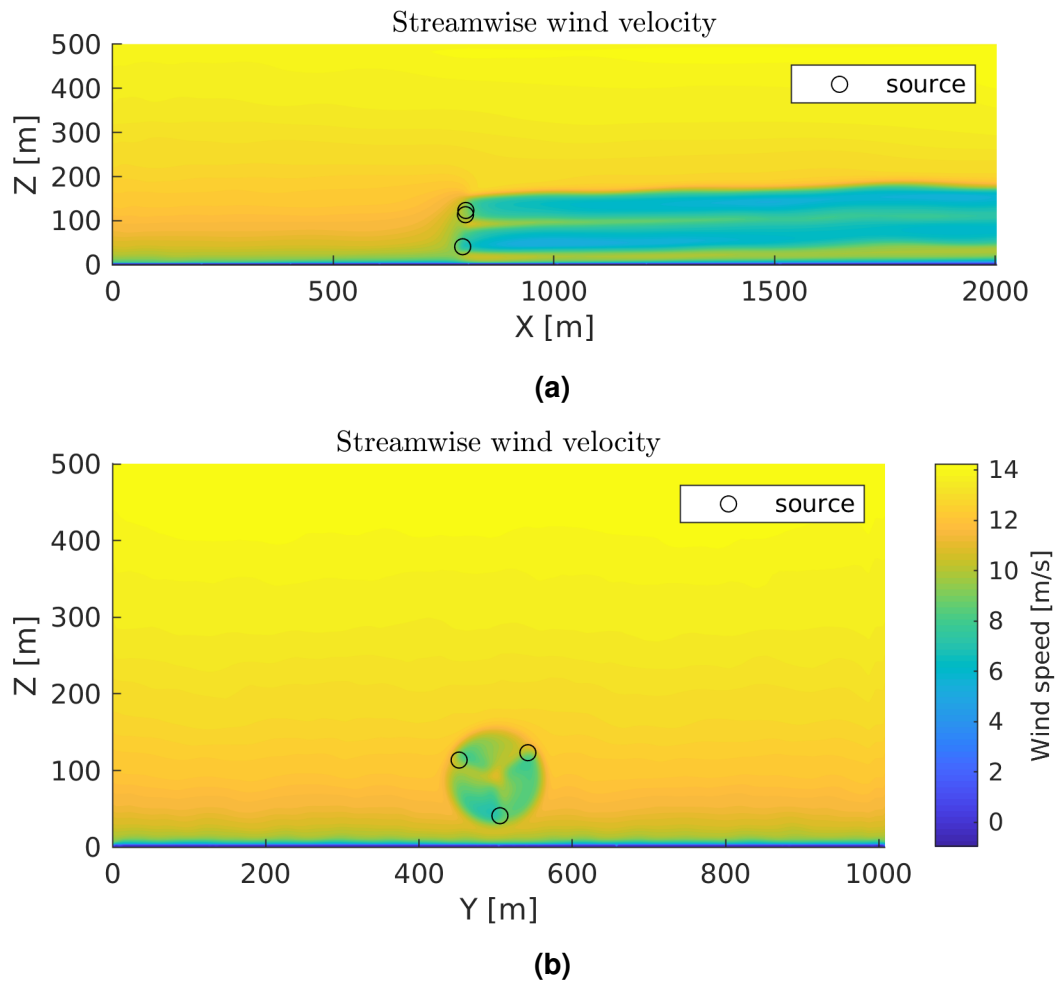 Streamwise wind velocity
500
400
300
200
100
0
Z [m]
source
0 500 1000 1500 2000
X [m]
(a)
Streamwise wind velocity
500
400
300
200
100
0
Z [m]
source
0 200 400 600 800 1000
Y [m]
14
12
10
8
6
4
2
0
Wind speed [m/s]
(b)